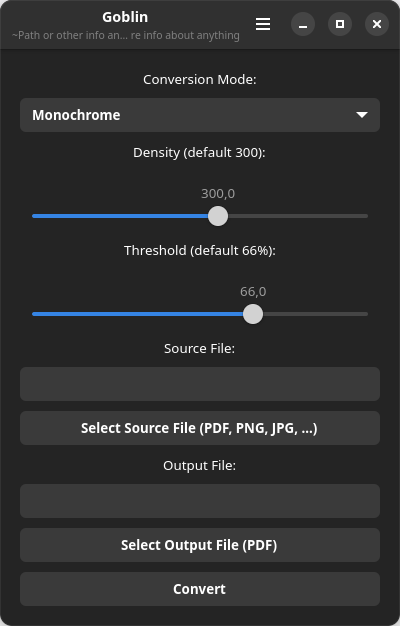 Goblin
~Path or other info an... re info about anything
Conversion Mode:
Monochrome
Density (default 300):
300,0
Threshold (default 66%):
66,0
Source File:
Select Source File (PDF, PNG, JPG, ...)
Output File:
Select Output File (PDF)
Convert